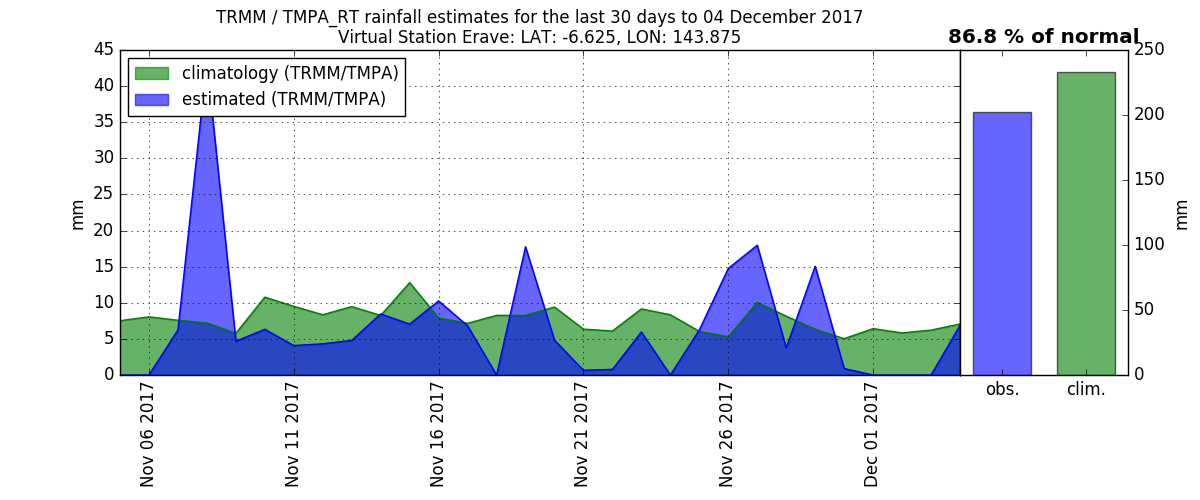 TRMM / TMPA_RT rainfall estimates for the last 30 days to 04 December 2017
Virtual Station Erave: LAT: -6.625, LON: 143.875
86.8 % of normal
climatology (TRMM/TMPA)
estimated (TRMM/TMPA)
45
40
35
30
25
20
15
10
5
0
mm
Nov 06 2017
Nov 11 2017
Nov 16 2017
Nov 21 2017
Nov 26 2017
Dec 01 2017
250
200
150
100
50
0
mm
obs.
clim.